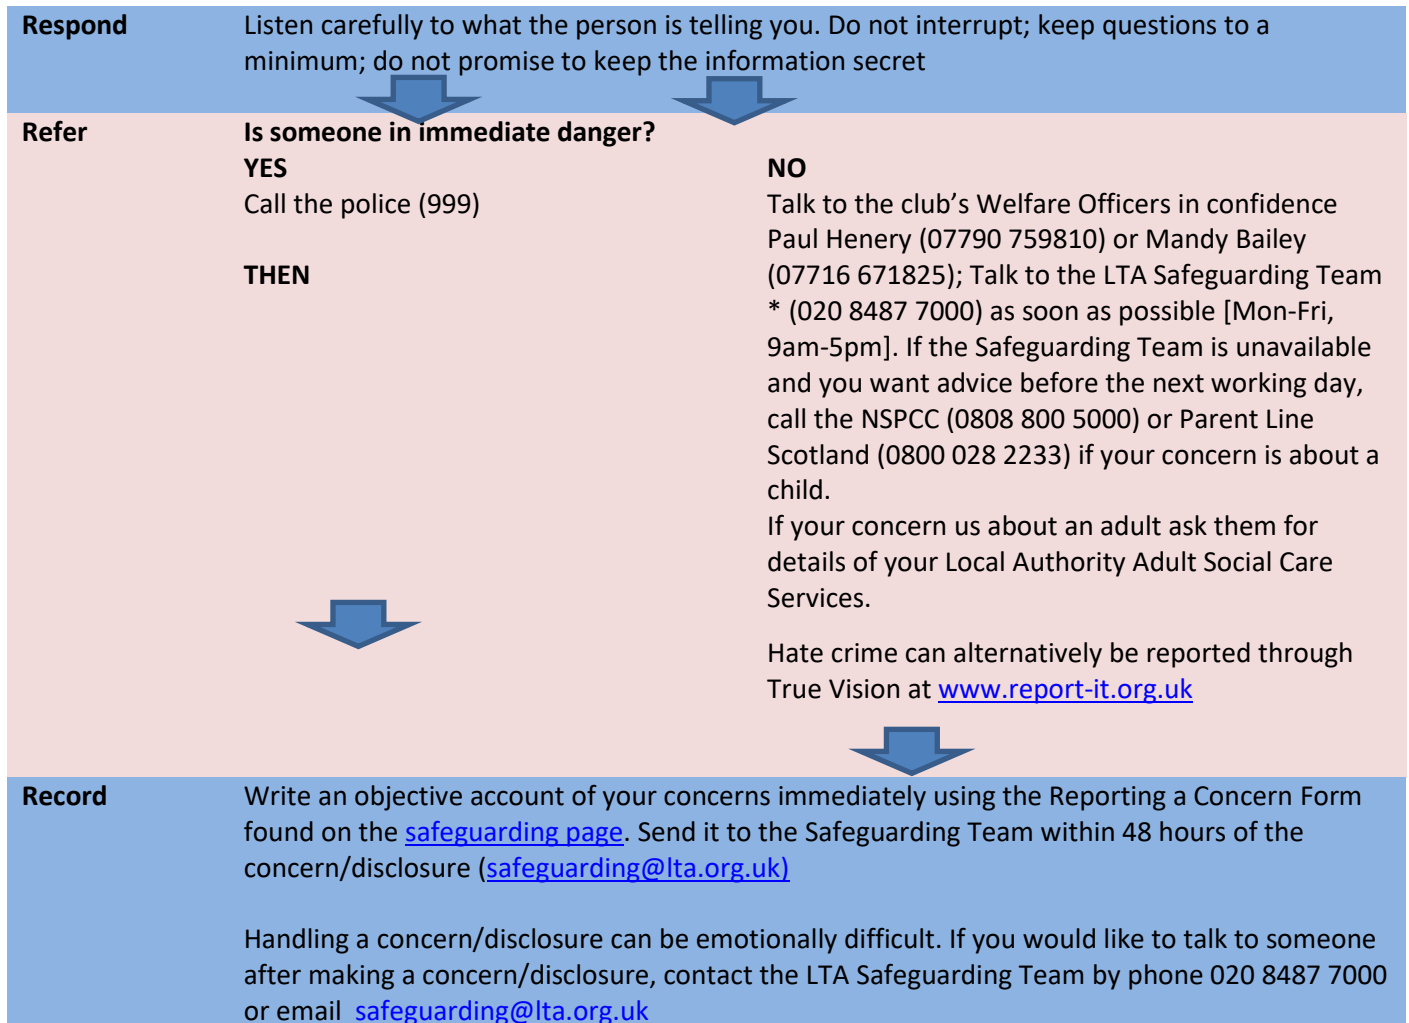 Respond
Listen carefully to what the person is telling you. Do not interrupt; keep questions to a
minimum; do not promise to keep the information secret
Refer
Is someone in immediate danger?
YES
Call the police (999)
THEN
NO
Talk to the club’s Welfare Officers in confidence
Paul Henery (07790 759810) or Mandy Bailey
(07716 671825); Talk to the LTA Safeguarding Team
* (020 8487 7000) as soon as possible [Mon-Fri,
9am-5pm]. If the Safeguarding Team is unavailable
and you want advice before the next working day,
call the NSPCC (0808 800 5000) or Parent Line
Scotland (0800 028 2233) if your concern is about a
child.
If your concern us about an adult ask them for
details of your Local Authority Adult Social Care
Services.
Hate crime can alternatively be reported through
True Vision at www.report-it.org.uk
Record
Write an objective account of your concerns immediately using the Reporting a Concern Form
found on the safeguarding page. Send it to the Safeguarding Team within 48 hours of the
concern/disclosure (safeguarding@lta.org.uk)
Handling a concern/disclosure can be emotionally difficult. If you would like to talk to someone
after making a concern/disclosure, contact the LTA Safeguarding Team by phone 020 8487 7000
or email safeguarding@lta.org.uk